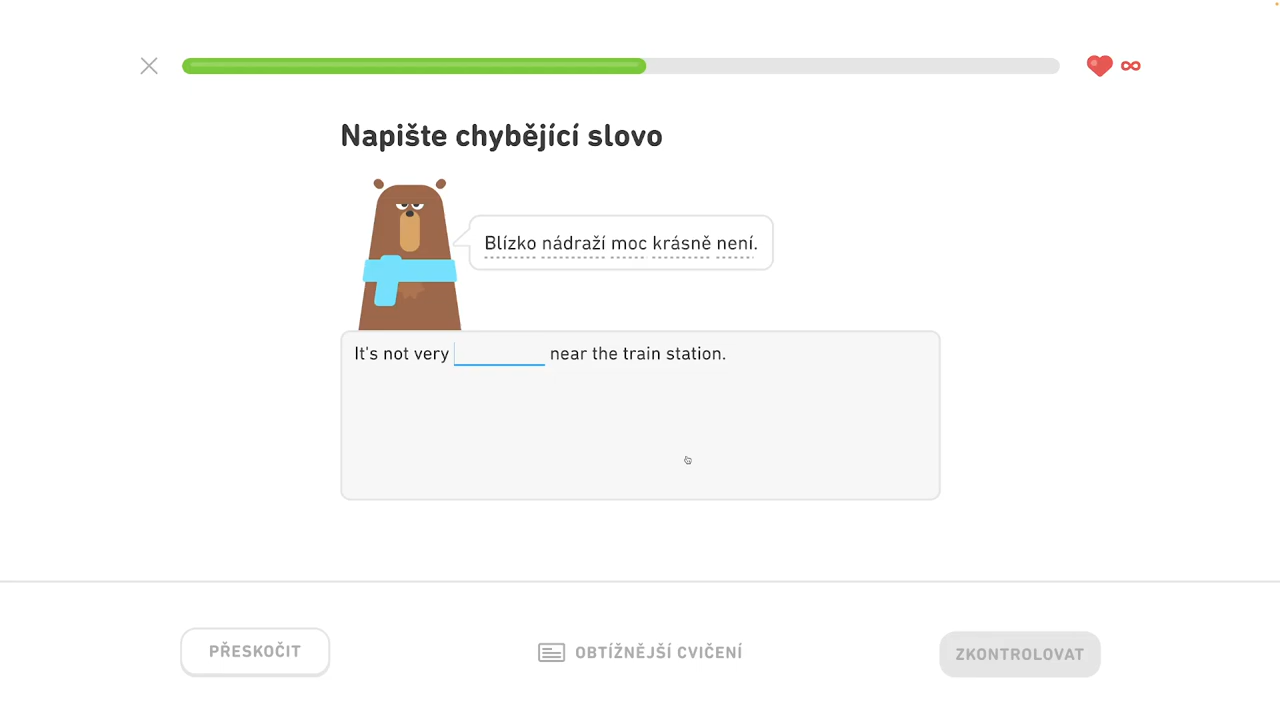 Napište chybějící slovo
Blízko nádraží moc krásně není.
It's not very near the train station.
PŘESKOČIT
OBTÍŽNĚJŠÍ CVIČENÍ
ZKONTROLOVAT